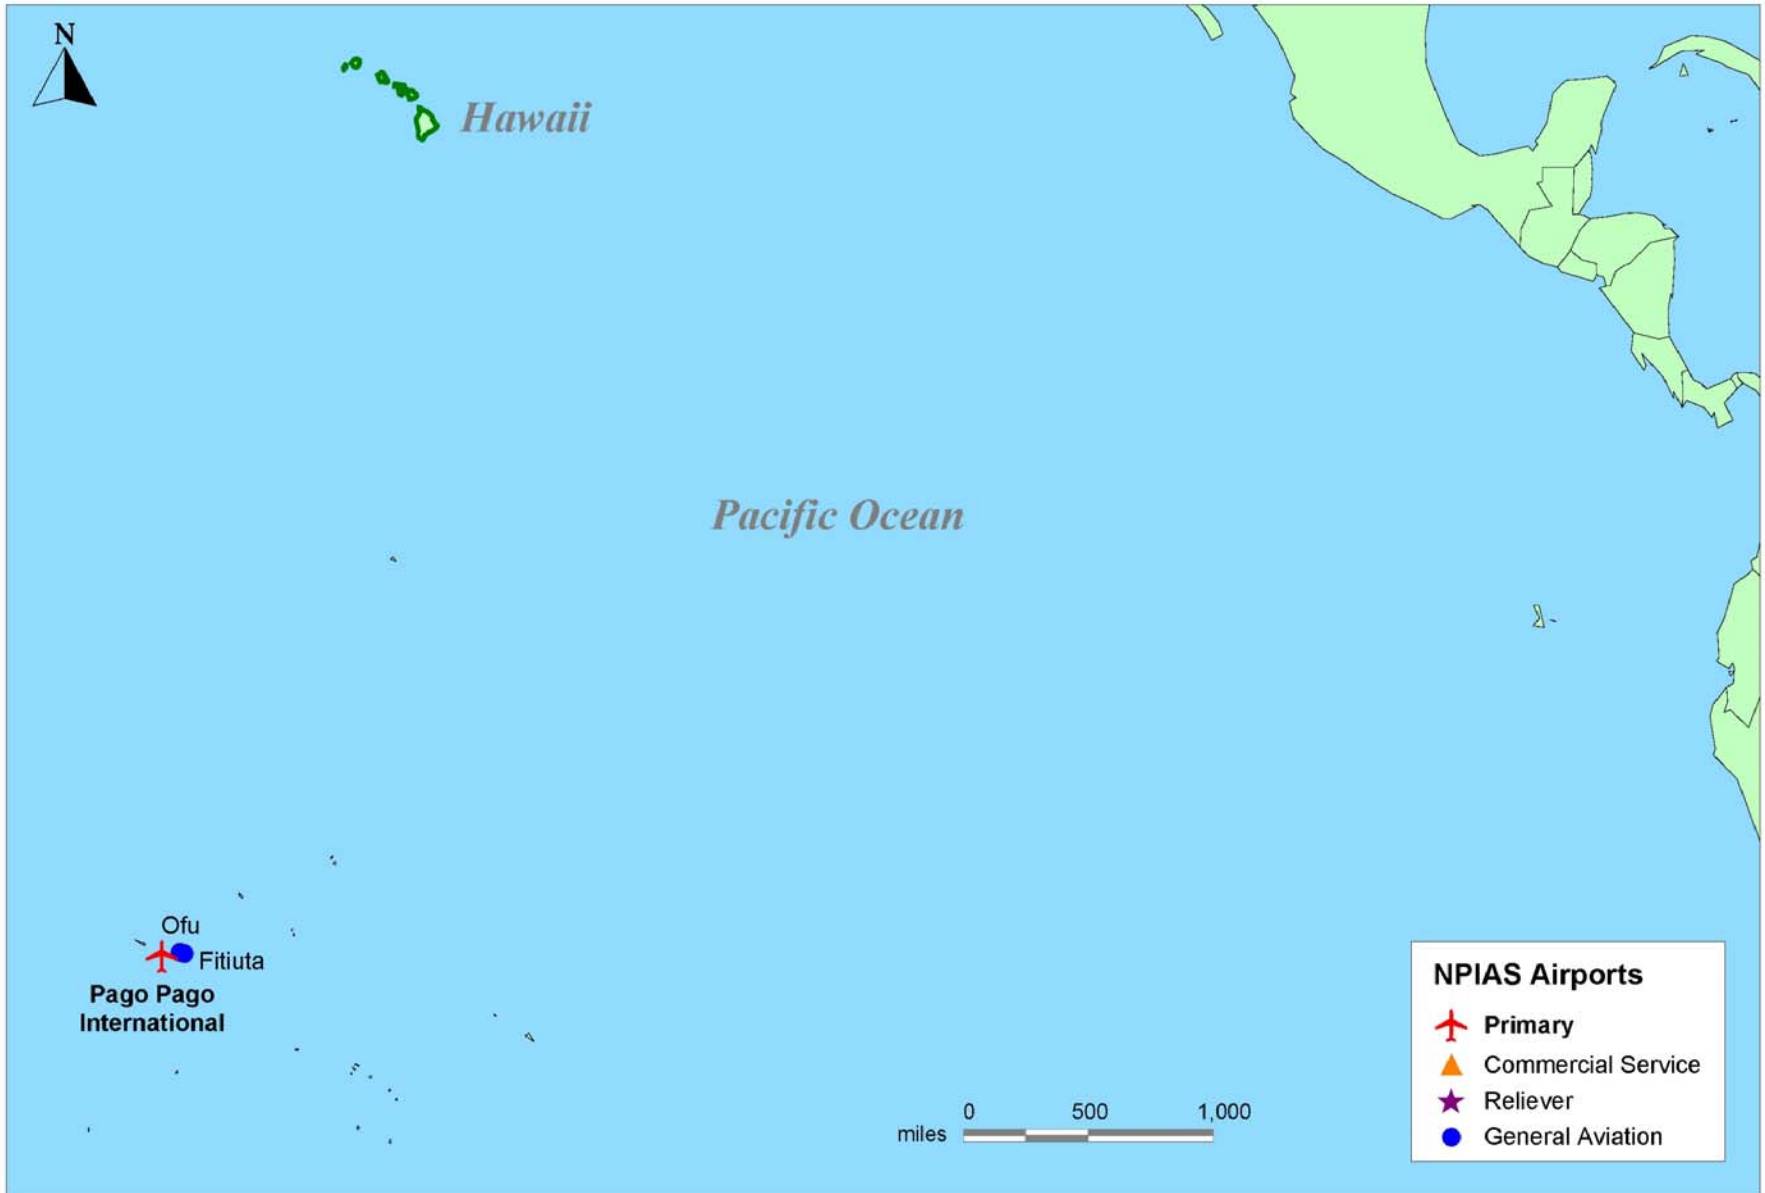 N
Hawaii
Pacific Ocean
Ofu
Fitiuta
Pago Pago
International
0 500 1,000
miles
NPIAS Airports
Primary
Commercial Service
Reliever
General Aviation